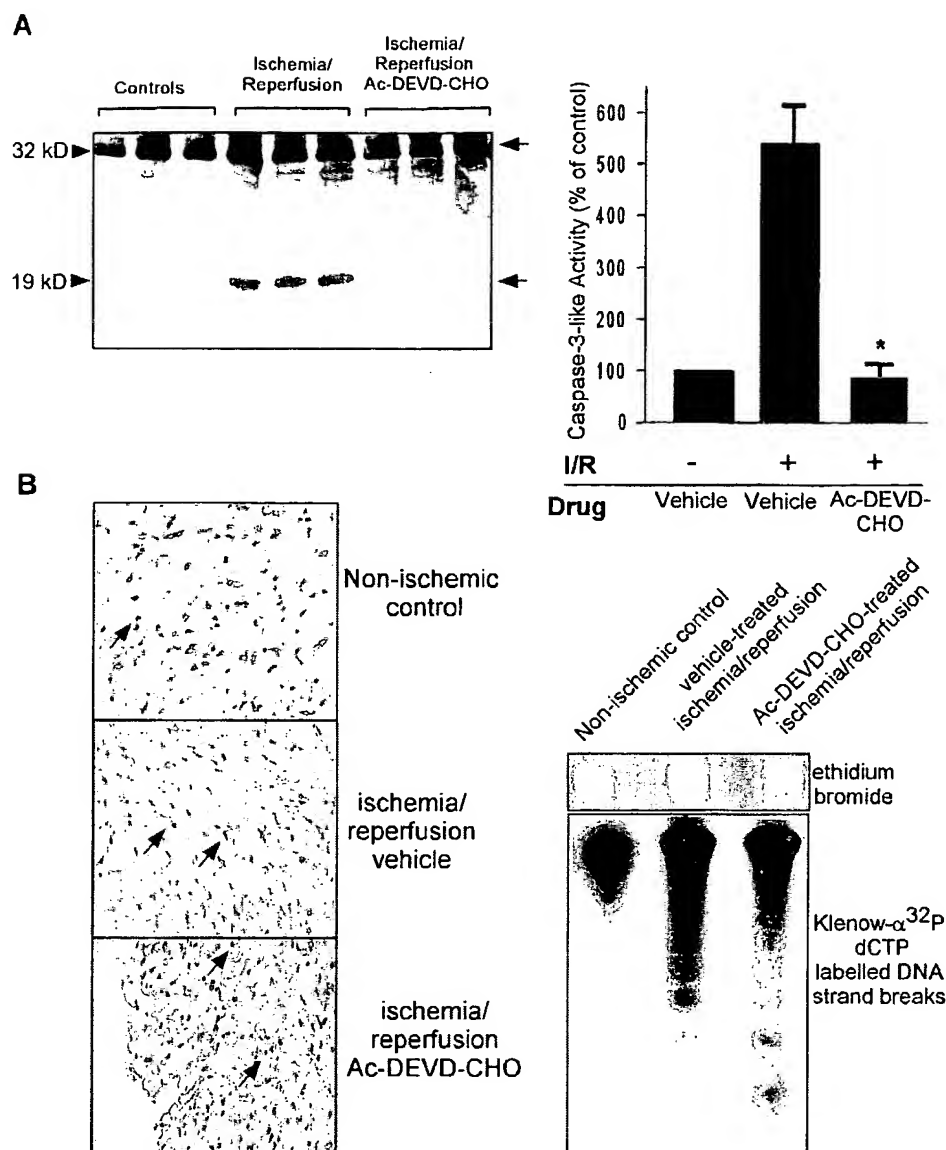 A
Controls
Ischemia/
Reperfusion
Ischemia/
Reperfusion
Ac-DEVD-CHO
32 kD
19 kD
Caspase-3-like Activity (% of control)
600
500
400
300
200
100
0
*
I/R - + +
Drug Vehicle Vehicle Ac-DEVD-
CHO
B
Non-ischemic
control
ischemia/
reperfusion
vehicle
ischemia/
reperfusion
Ac-DEVD-CHO
Non-ischemic control
vehicle-treated
ischemia/reperfusion
Ac-DEVD-CHO-treated
ischemia/reperfusion
ethidium
bromide
Klenow-α³²P
dCTP
labelled DNA
strand breaks